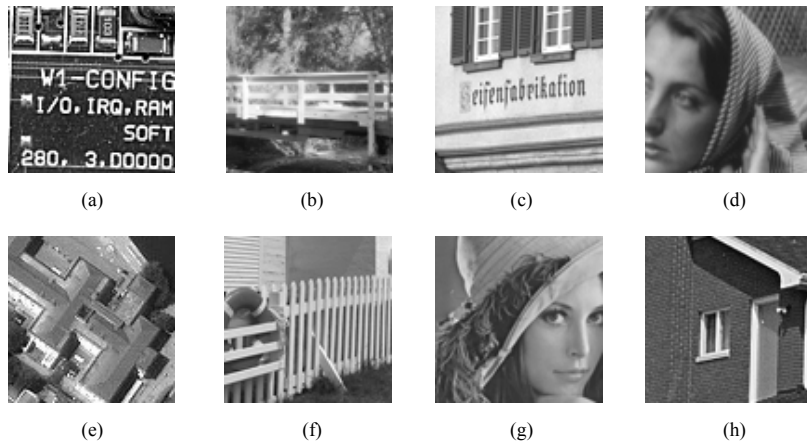 W1-CONFIG
I/O, IRQ, RAM
SOFT
280, 3.D0000
Seifenfabrikation
(a)
(b)
(c)
(d)
(e)
(f)
(g)
(h)